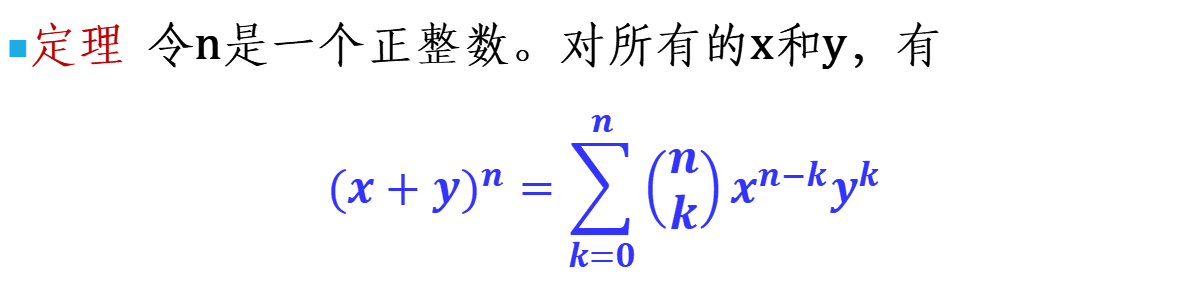 定理 令n是一个正整数。对所有的x和y，有
(x + y)^n = \sum_{k=0}^{n} \binom{n}{k} x^{n-k} y^k